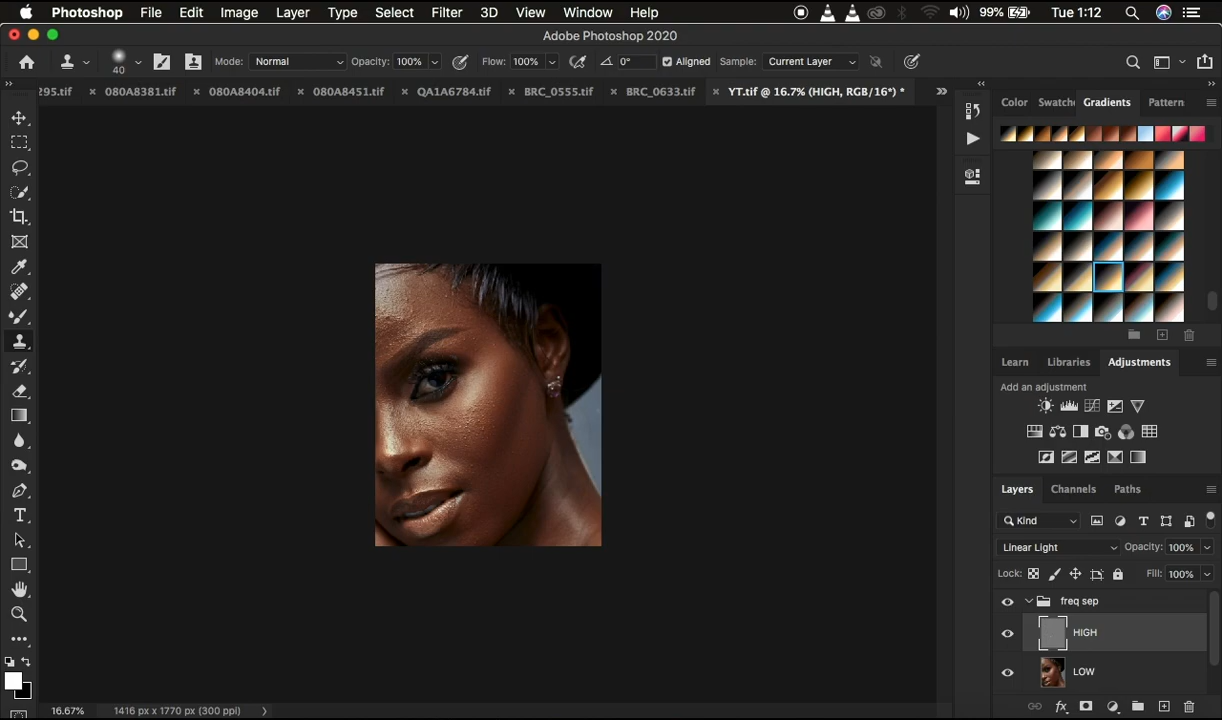 Photoshop File Edit Image Layer Type Select Filter 3D View Window Help 99% Tue 1:12
Adobe Photoshop 2020
40 Mode: Normal Opacity: 100% Flow: 100% 0° Aligned Sample: Current Layer
295.tif × 080A8381.tif × 080A8404.tif × 080A8451.tif × QA1A6784.tif × BRC_0555.tif × BRC_0633.tif × YT.tif @ 16.7% (HIGH, RGB/16*) *
Color Swatche Gradients Pattern
Learn Libraries Adjustments
Add an adjustment
Layers Channels Paths
Kind
Linear Light Opacity: 100%
Lock: Fill: 100%
freq sep
HIGH
LOW
fx
16.67% 1416 px x 1770 px (300 ppi)